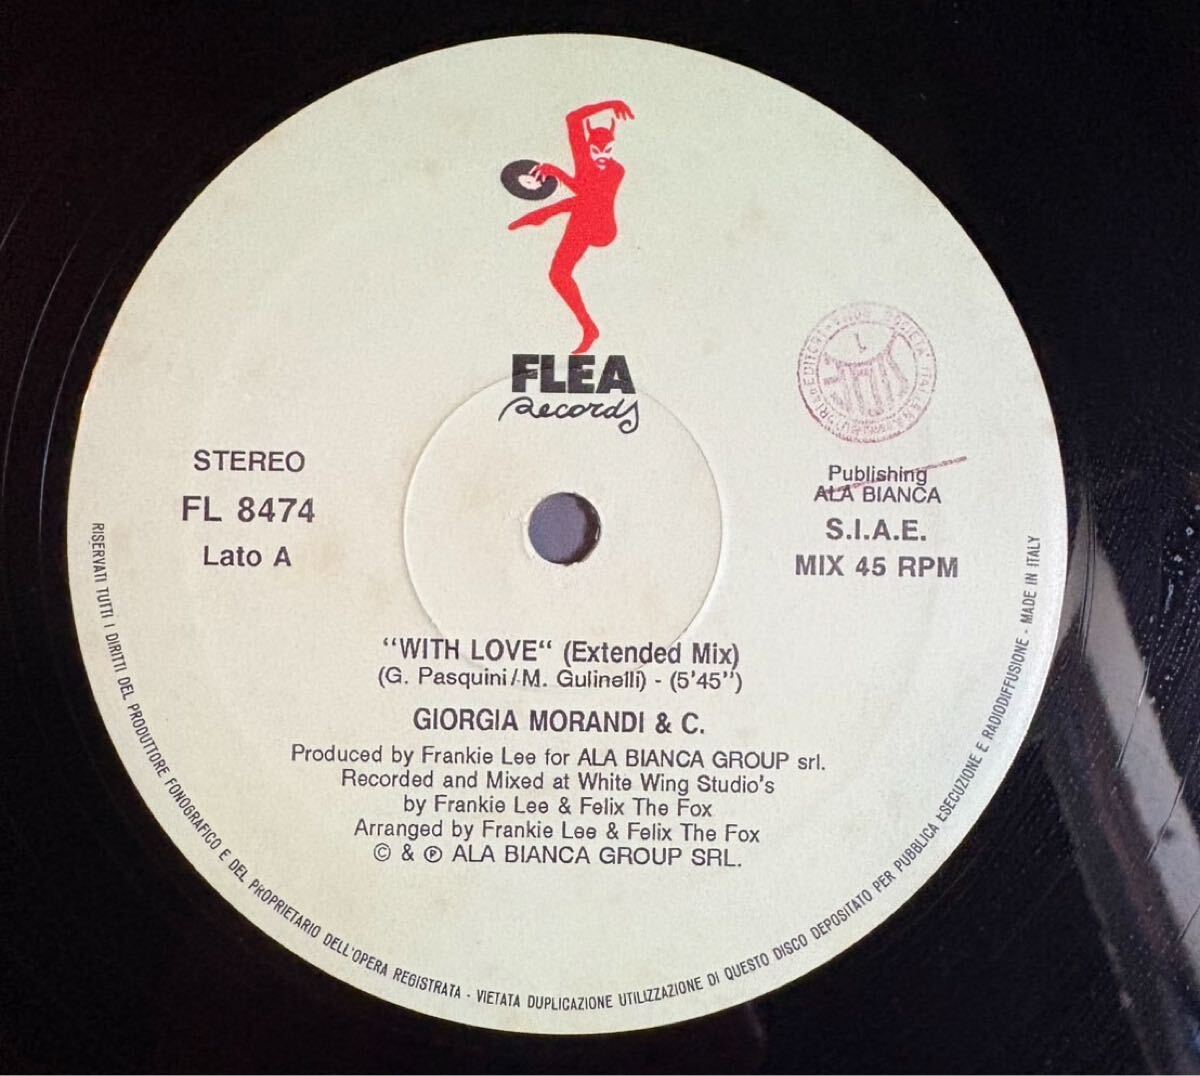 FLEA
Records
STEREO
FL 8474
Lato A
Publishing
ALA BIANCA
S.I.A.E.
MIX 45 RPM
“WITH LOVE“ (Extended Mix)
(G. Pasquini/M. Gulinelli) - (5'45”)
GIORGIA MORANDI & C.
Produced by Frankie Lee for ALA BIANCA GROUP srl.
Recorded and Mixed at White Wing Studio's
by Frankie Lee & Felix The Fox
Arranged by Frankie Lee & Felix The Fox
© & ℗ ALA BIANCA GROUP SRL.
RISERVATI TUTTI I DIRITTI DEL PRODUTTORE FONOGRAFICO E DEL PROPRIETARIO DELL'OPERA REGISTRATA - VIETATA DUPLICAZIONE UTILIZZAZIONE DI QUESTO DISCO DEPOSITATO PER PUBBLICA ESECUZIONE E RADIODIFFUSIONE - MADE IN ITALY